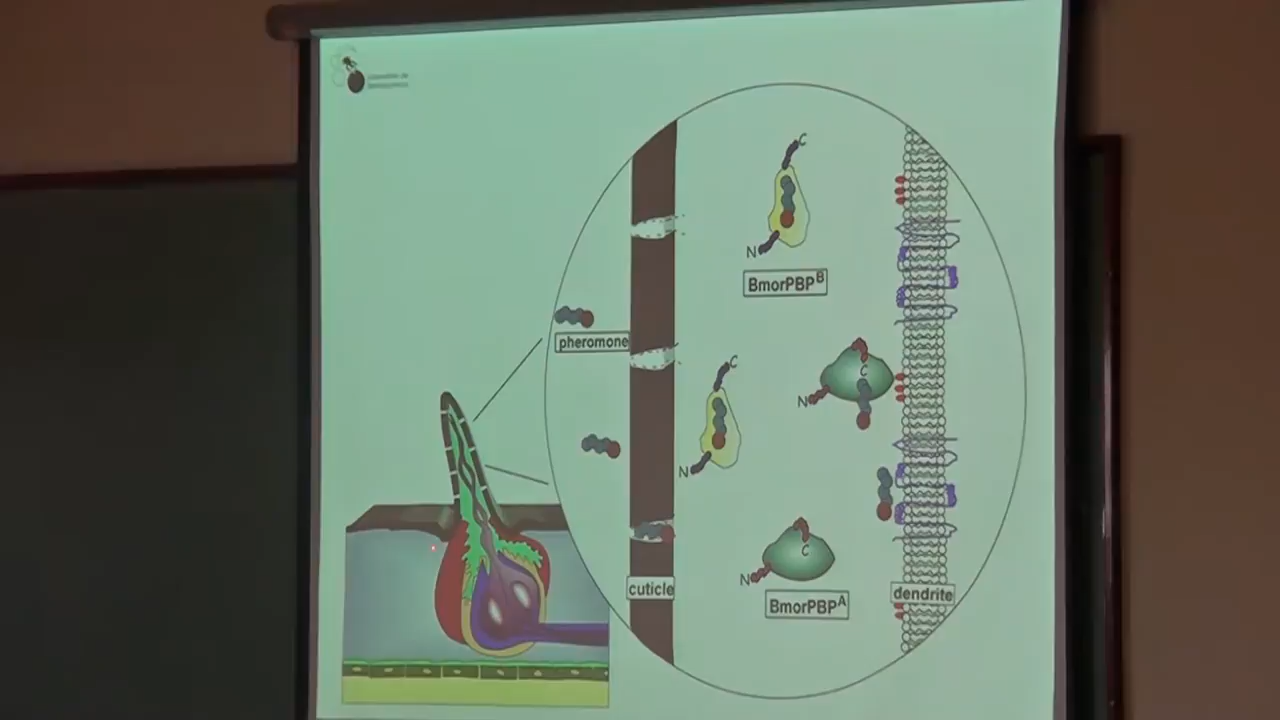 C
N
BmorPBP^B
pheromone
C
N
C
N
C
N
cuticle
BmorPBP^A
dendrite